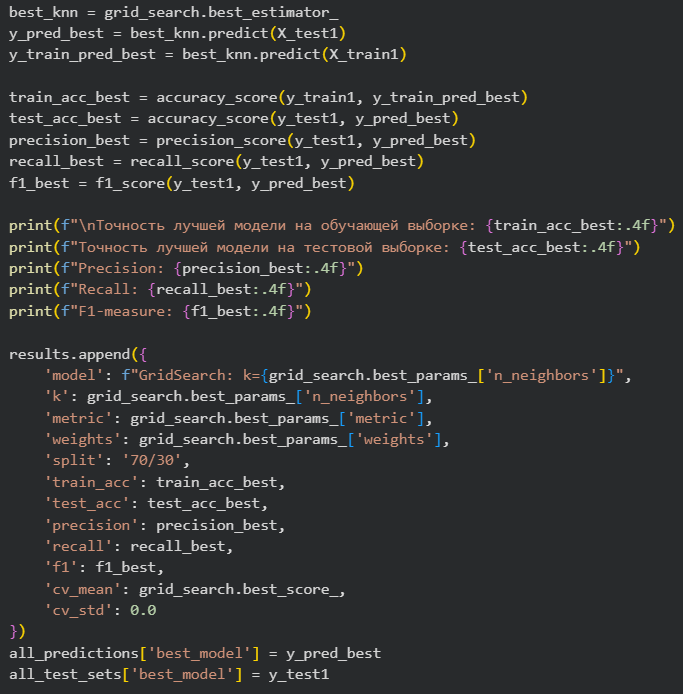 best_knn = grid_search.best_estimator_
y_pred_best = best_knn.predict(X_test1)
y_train_pred_best = best_knn.predict(X_train1)

train_acc_best = accuracy_score(y_train1, y_train_pred_best)
test_acc_best = accuracy_score(y_test1, y_pred_best)
precision_best = precision_score(y_test1, y_pred_best)
recall_best = recall_score(y_test1, y_pred_best)
f1_best = f1_score(y_test1, y_pred_best)

print(f"\nТочность лучшей модели на обучающей выборке: {train_acc_best:.4f}")
print(f"Точность лучшей модели на тестовой выборке: {test_acc_best:.4f}")
print(f"Precision: {precision_best:.4f}")
print(f"Recall: {recall_best:.4f}")
print(f"F1-measure: {f1_best:.4f}")

results.append({
    'model': f"GridSearch: k={grid_search.best_params_['n_neighbors']}",
    'k': grid_search.best_params_['n_neighbors'],
    'metric': grid_search.best_params_['metric'],
    'weights': grid_search.best_params_['weights'],
    'split': '70/30',
    'train_acc': train_acc_best,
    'test_acc': test_acc_best,
    'precision': precision_best,
    'recall': recall_best,
    'f1': f1_best,
    'cv_mean': grid_search.best_score_,
    'cv_std': 0.0
})
all_predictions['best_model'] = y_pred_best
all_test_sets['best_model'] = y_test1